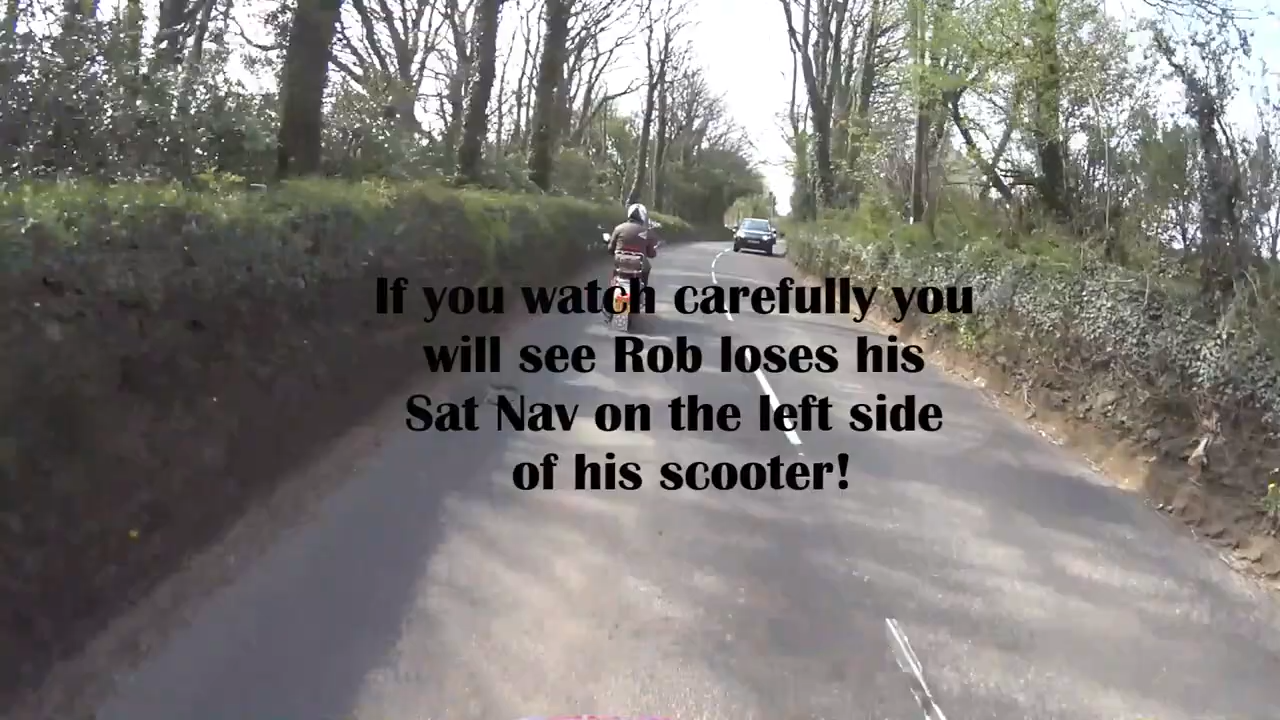 If you watch carefully you
will see Rob loses his
Sat Nav on the left side
of his scooter!